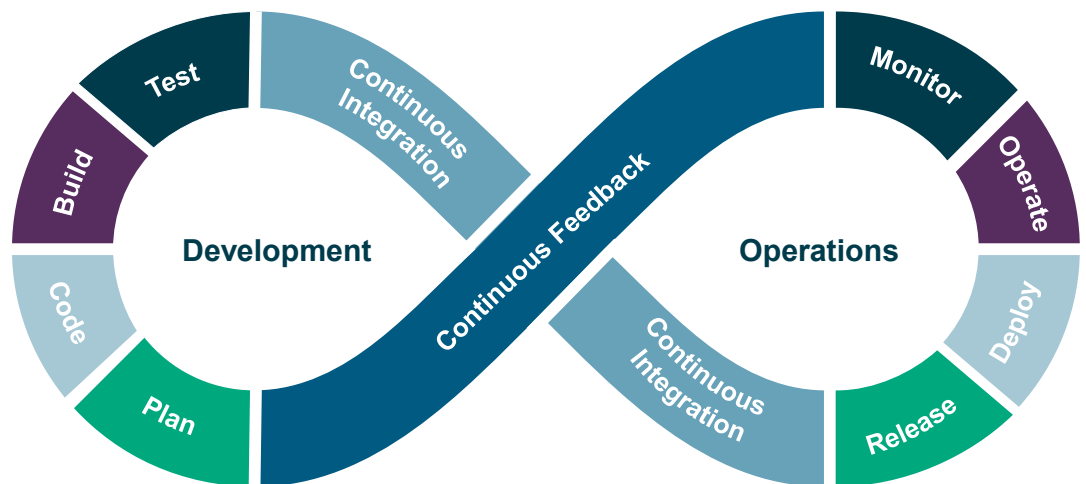 Test
Continuous
Integration
Monitor
Build
Operate
Development
Continuous Feedback
Operations
Code
Deploy
Plan
Continuous
Integration
Release